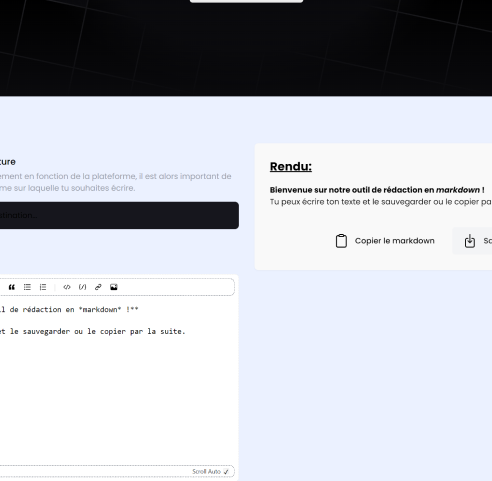 ture
ement en fonction de la plateforme, il est alors important de
me sur laquelle tu souhaites écrire.
Rendu:
Bienvenue sur notre outil de rédaction en markdown !
Tu peux écrire ton texte et le sauvegarder ou le copier pa
Copier le markdown
Sa
l de rédaction en *markdown* !**
et le sauvegarder ou le copier par la suite.
Scroll Auto